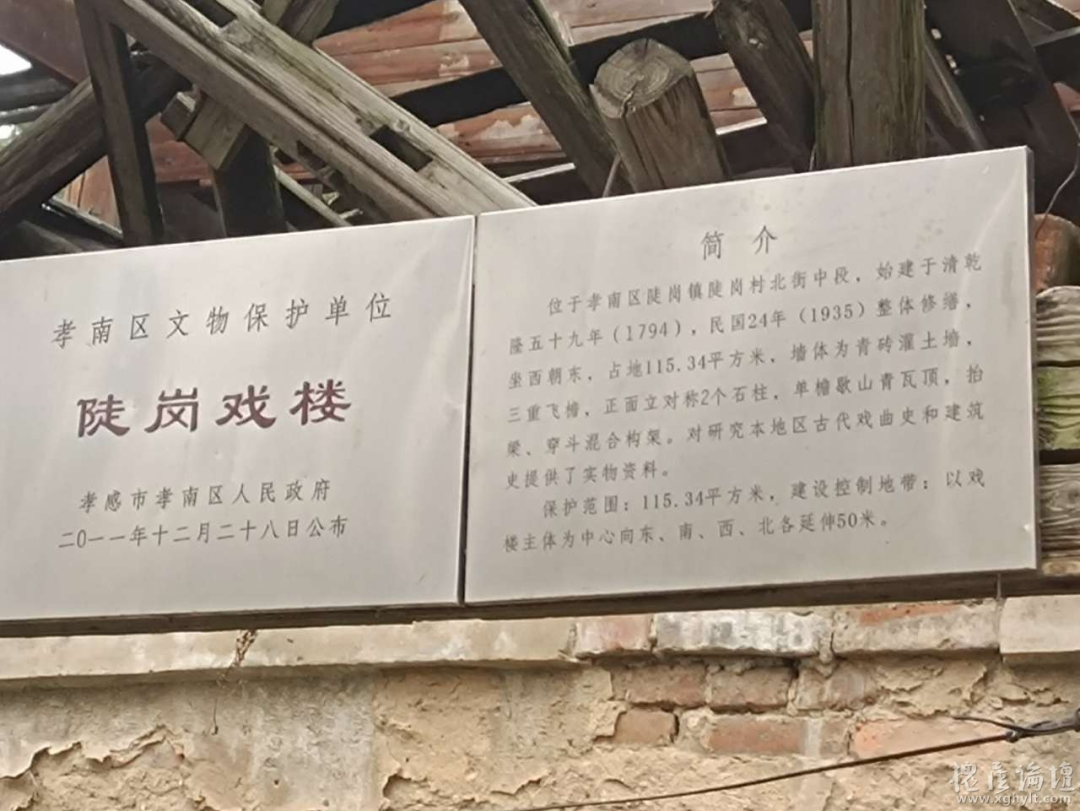 孝南区文物保护单位
陡岗戏楼
孝感市孝南区人民政府
二0一一年十二月二十八日公布
简介
位于孝南区陡岗镇陡岗村北街中段，始建于清乾
隆五十九年（1794），民国24年（1935）整体修缮，
坐西朝东，占地115.34平方米，墙体为青砖灌土墙，
三重飞檐，正面立对称2个石柱，单檐歇山青瓦顶，抬
梁、穿斗混合构架。对研究本地区古代戏曲史和建筑
史提供了实物资料。
保护范围：115.34平方米，建设控制地带：以戏
楼主体为中心向东、南、西、北各延伸50米。
槐荫论坛
www.xgnylt.com